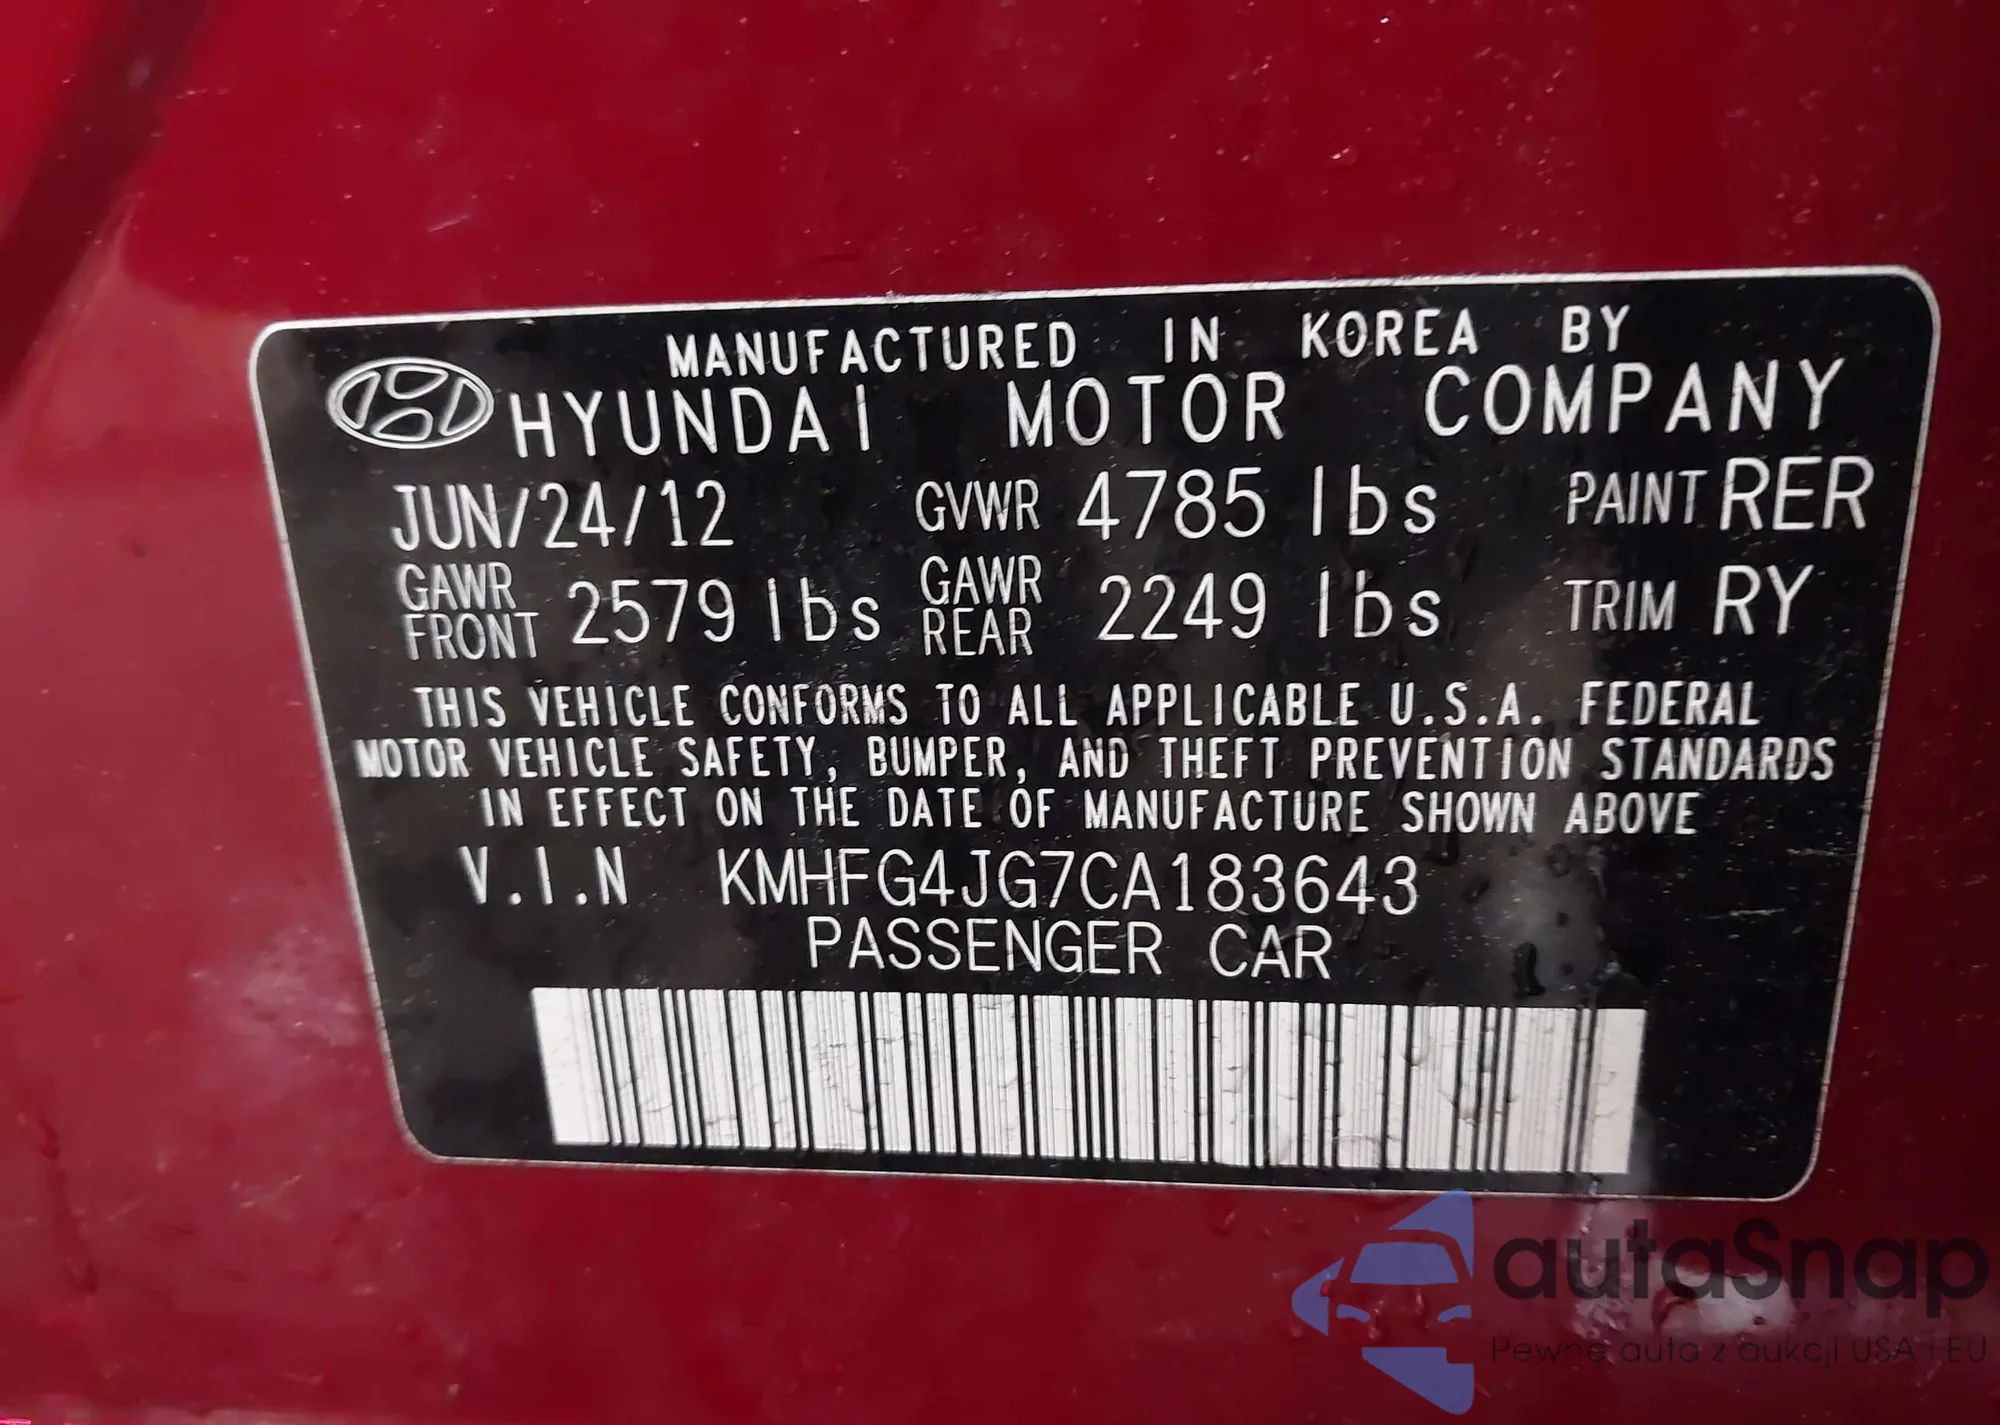 MANUFACTURED IN KOREA BY
HYUNDAI MOTOR COMPANY
JUN/24/12 GVWR 4785 lbs PAINT RER
GAWR FRONT 2579 lbs GAWR REAR 2249 lbs TRIM RY
THIS VEHICLE CONFORMS TO ALL APPLICABLE U.S.A. FEDERAL
MOTOR VEHICLE SAFETY, BUMPER, AND THEFT PREVENTION STANDARDS
IN EFFECT ON THE DATE OF MANUFACTURE SHOWN ABOVE
V.I.N KMHFG4JG7CA183643
PASSENGER CAR
autaSnap
Pewne auta z aukcji USA i EU